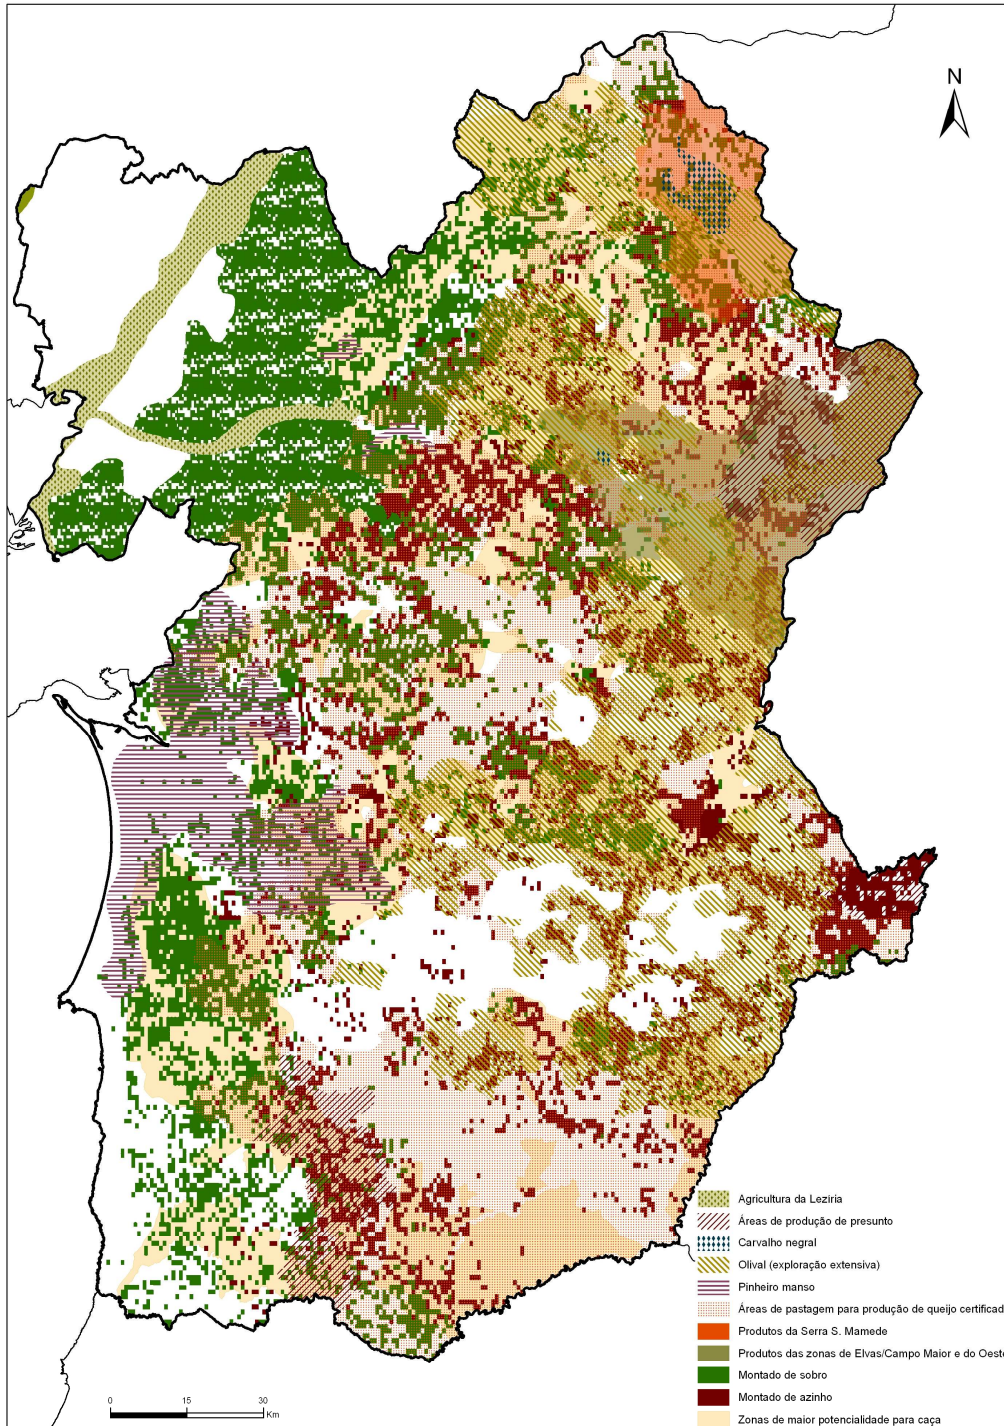 N
Agricultura da Lezíria
Áreas de produção de presunto
Carvalho negral
Olival (exploração extensiva)
Pinheiro manso
Áreas de pastagem para produção de queijo certificad
Produtos da Serra S. Mamede
Produtos das zonas de Elvas/Campo Maior e do Oest
Montado de sobro
Montado de azinho
Zonas de maior potencialidade para caça
0 15 30
Km